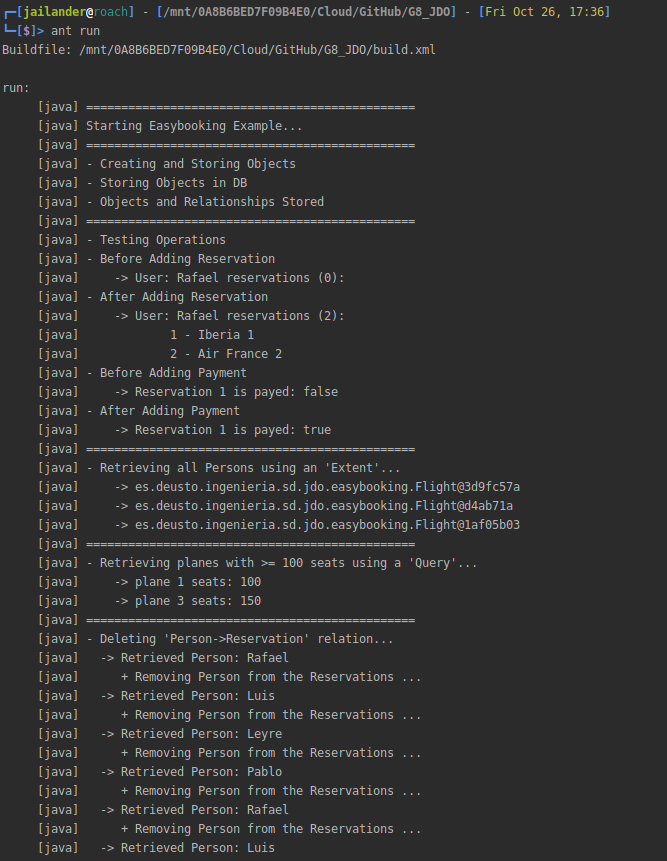 ┌─[jailander@roach] - [/mnt/0A8B6BED7F09B4E0/Cloud/GitHub/G8_JDO] - [Fri Oct 26, 17:36]
└─[$]> ant run
Buildfile: /mnt/0A8B6BED7F09B4E0/Cloud/GitHub/G8_JDO/build.xml

run:
     [java] ===============================================
     [java] Starting Easybooking Example...
     [java] ===============================================
     [java] - Creating and Storing Objects
     [java] - Storing Objects in DB
     [java] - Objects and Relationships Stored
     [java] ===============================================
     [java] - Testing Operations
     [java] - Before Adding Reservation
     [java]     -> User: Rafael reservations (0):
     [java] - After Adding Reservation
     [java]     -> User: Rafael reservations (2):
     [java]             1 - Iberia 1
     [java]             2 - Air France 2
     [java] - Before Adding Payment
     [java]     -> Reservation 1 is payed: false
     [java] - After Adding Payment
     [java]     -> Reservation 1 is payed: true
     [java] ===============================================
     [java] - Retrieving all Persons using an 'Extent'...
     [java]     -> es.deusto.ingenieria.sd.jdo.easybooking.Flight@3d9fc57a
     [java]     -> es.deusto.ingenieria.sd.jdo.easybooking.Flight@d4ab71a
     [java]     -> es.deusto.ingenieria.sd.jdo.easybooking.Flight@1af05b03
     [java] ===============================================
     [java] - Retrieving planes with >= 100 seats using a 'Query'...
     [java]     -> plane 1 seats: 100
     [java]     -> plane 3 seats: 150
     [java] ===============================================
     [java] - Deleting 'Person->Reservation' relation...
     [java]   -> Retrieved Person: Rafael
     [java]      + Removing Person from the Reservations ...
     [java]   -> Retrieved Person: Luis
     [java]      + Removing Person from the Reservations ...
     [java]   -> Retrieved Person: Leyre
     [java]      + Removing Person from the Reservations ...
     [java]   -> Retrieved Person: Pablo
     [java]      + Removing Person from the Reservations ...
     [java]   -> Retrieved Person: Rafael
     [java]      + Removing Person from the Reservations ...
     [java]   -> Retrieved Person: Luis